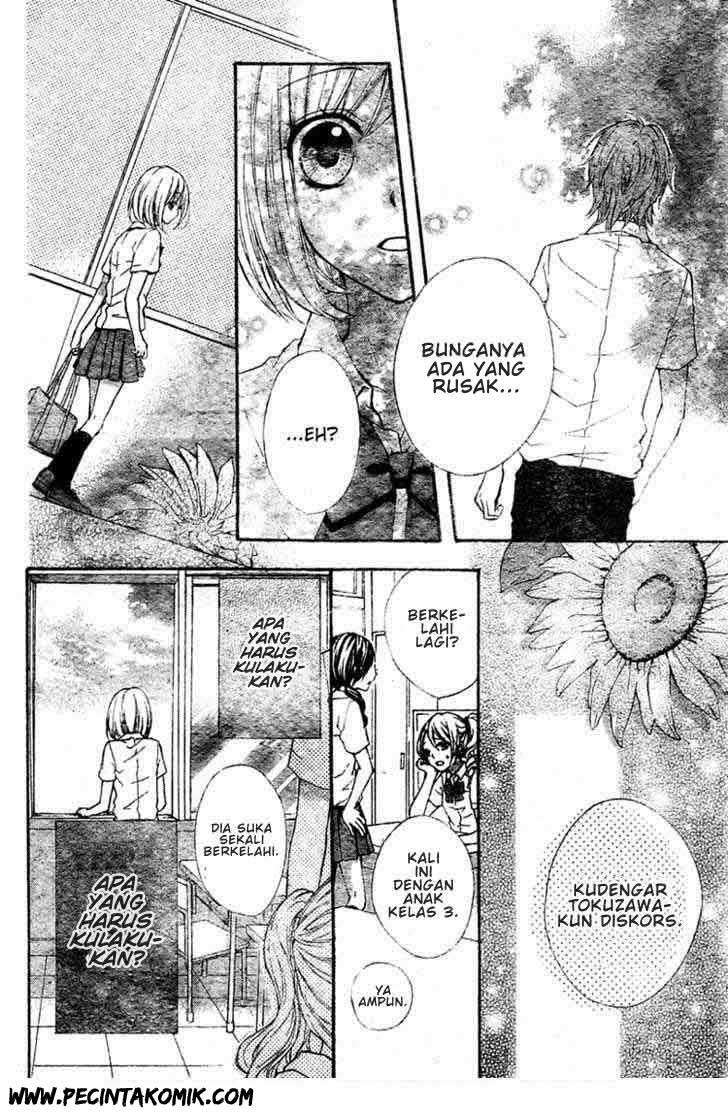 BUNGANYA
ADA YANG
RUSAK...
...EH?
KUDENGAR
TOKUZAWA-
KUN DISKORS.
BERKE-
LAHI
LAGI?
KALI
INI
DENGAN
ANAK
KELAS 3.
YA
AMPUN.
APA
YANG
HARUS
KULAKU-
KAN?
DIA SUKA
SEKALI
BERKELAHI.
APA
YANG
HARUS
KULAKU-
KAN?
WWW.PECINTAKOMIK.COM